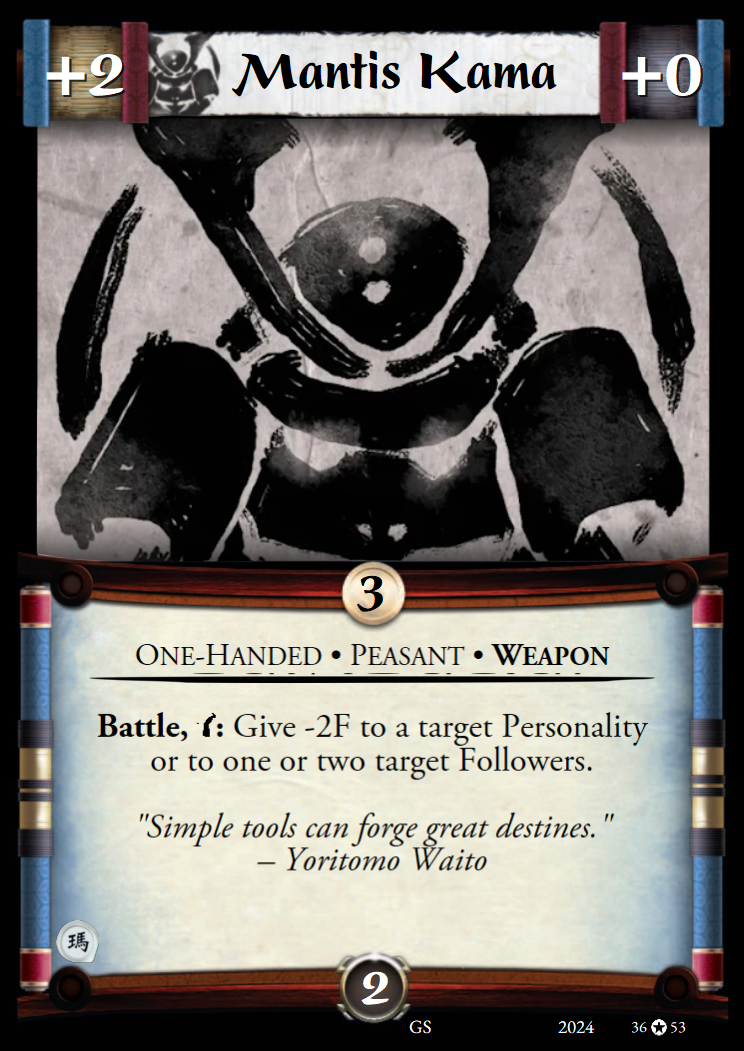 +2 Mantis Kama +0
3
ONE-HANDED • PEASANT • WEAPON
Battle, : Give -2F to a target Personality
or to one or two target Followers.
"Simple tools can forge great destines."
– Yoritomo Waito
瑪
2
GS 2024 36 ✪ 53